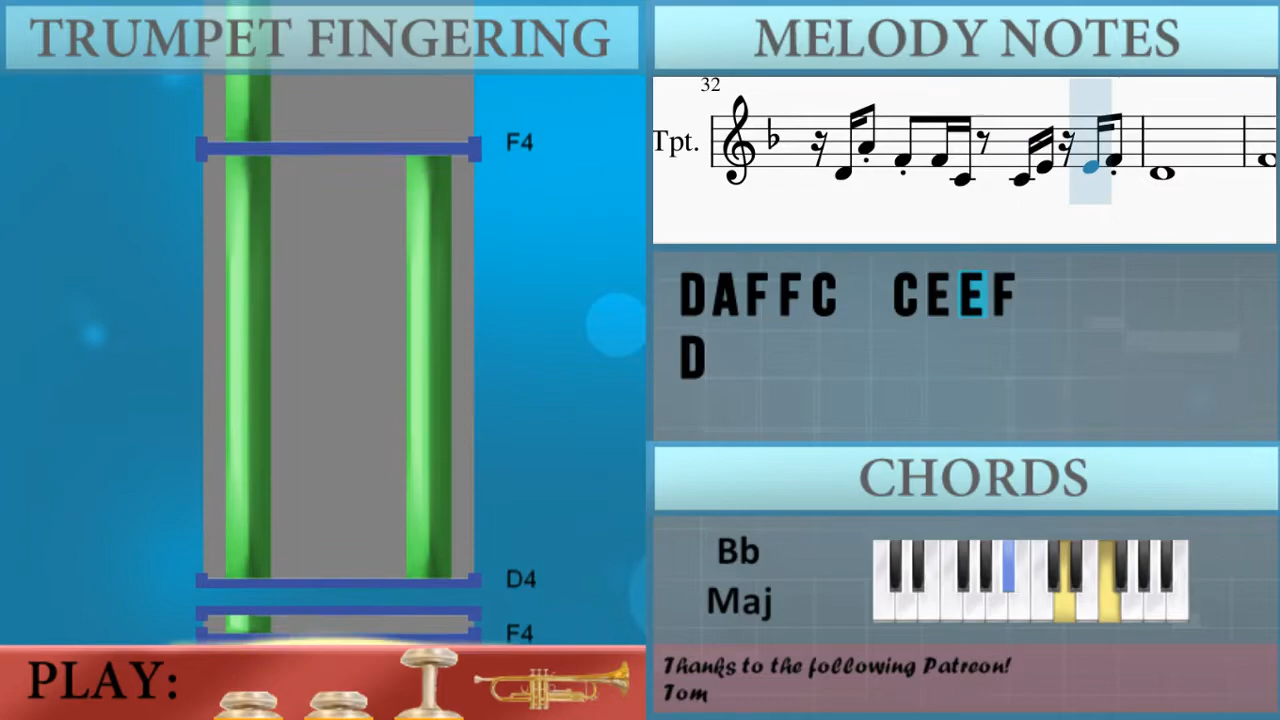 TRUMPET FINGERING
F4
D4
F4
PLAY:
MELODY NOTES
32
Tpt.
DAFFC CEEF
D
CHORDS
Bb
Maj
Thanks to the following Patreon!
Tom